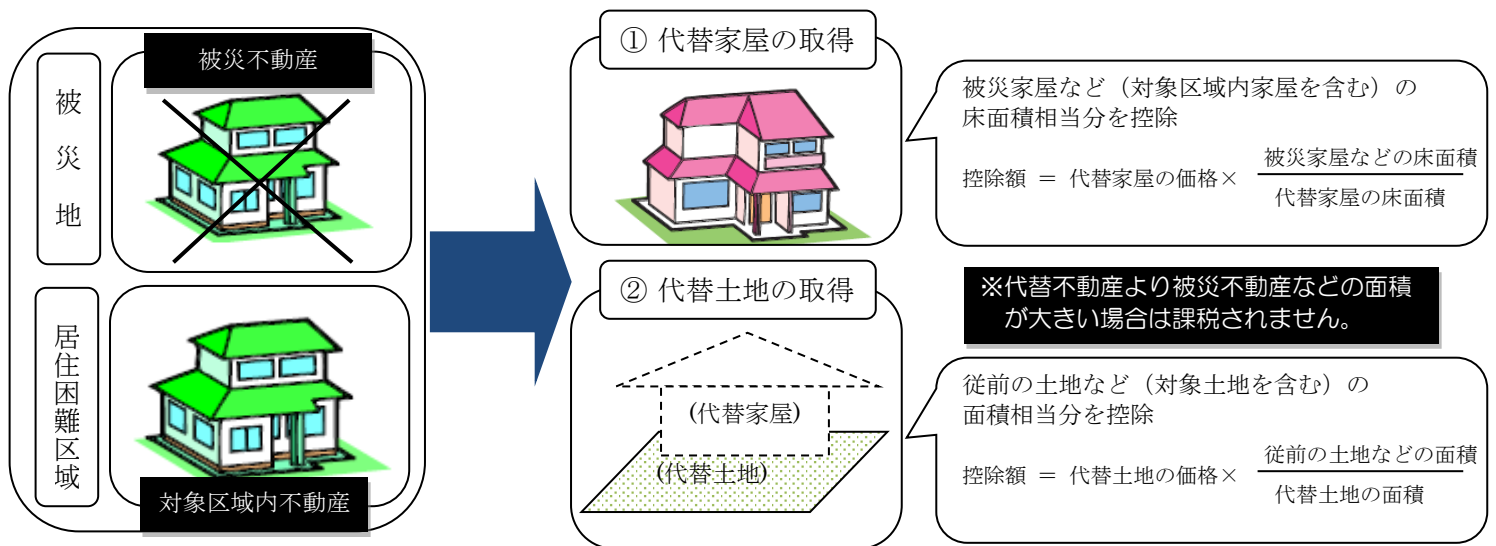 被災地
被災不動産
居住困難区域
対象区域内不動産
① 代替家屋の取得
被災家屋など（対象区域内家屋を含む）の
床面積相当分を控除
控除額 ＝ 代替家屋の価格×
被災家屋などの床面積
代替家屋の床面積
※代替不動産より被災不動産などの面積
が大きい場合は課税されません。
② 代替土地の取得
(代替家屋)
(代替土地)
従前の土地など（対象土地を含む）の
面積相当分を控除
控除額 ＝ 代替土地の価格×
従前の土地などの面積
代替土地の面積